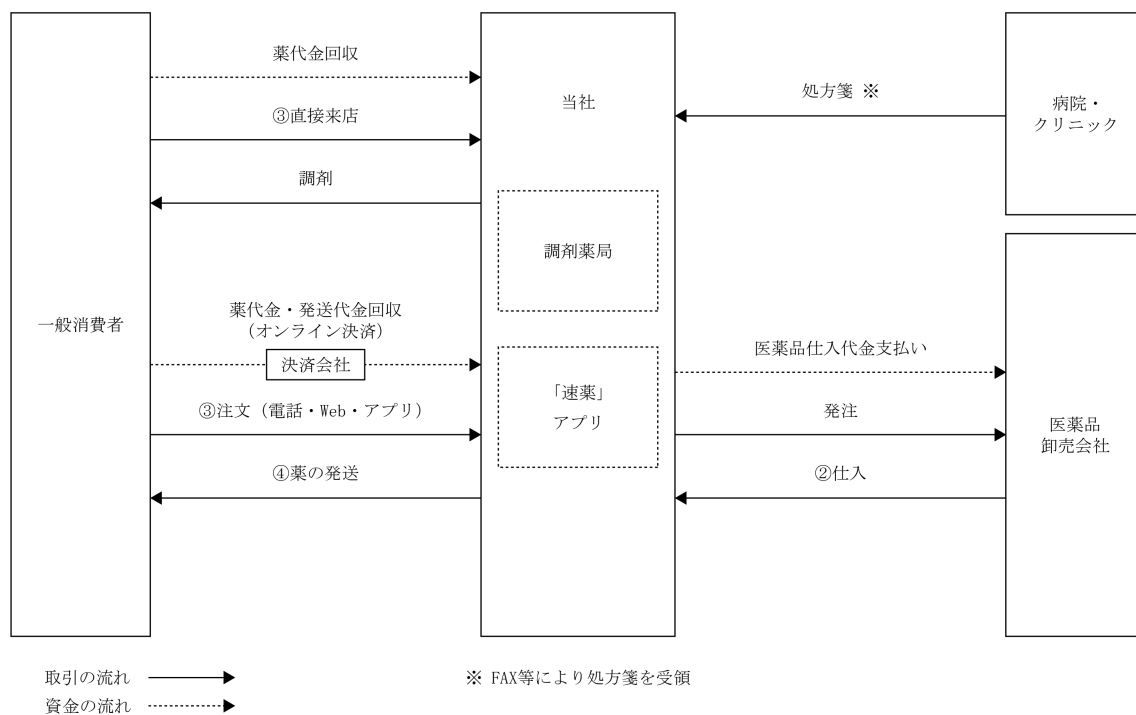 薬代金回収
③直接来店
調剤
一般消費者
薬代金・発送代金回収
（オンライン決済）
決済会社
③注文（電話・Web・アプリ）
④薬の発送
当社
調剤薬局
「速薬」
アプリ
処方箋 ※
病院・
クリニック
医薬品仕入代金支払い
発注
②仕入
医薬品
卸売会社
取引の流れ
資金の流れ
※ FAX等により処方箋を受領